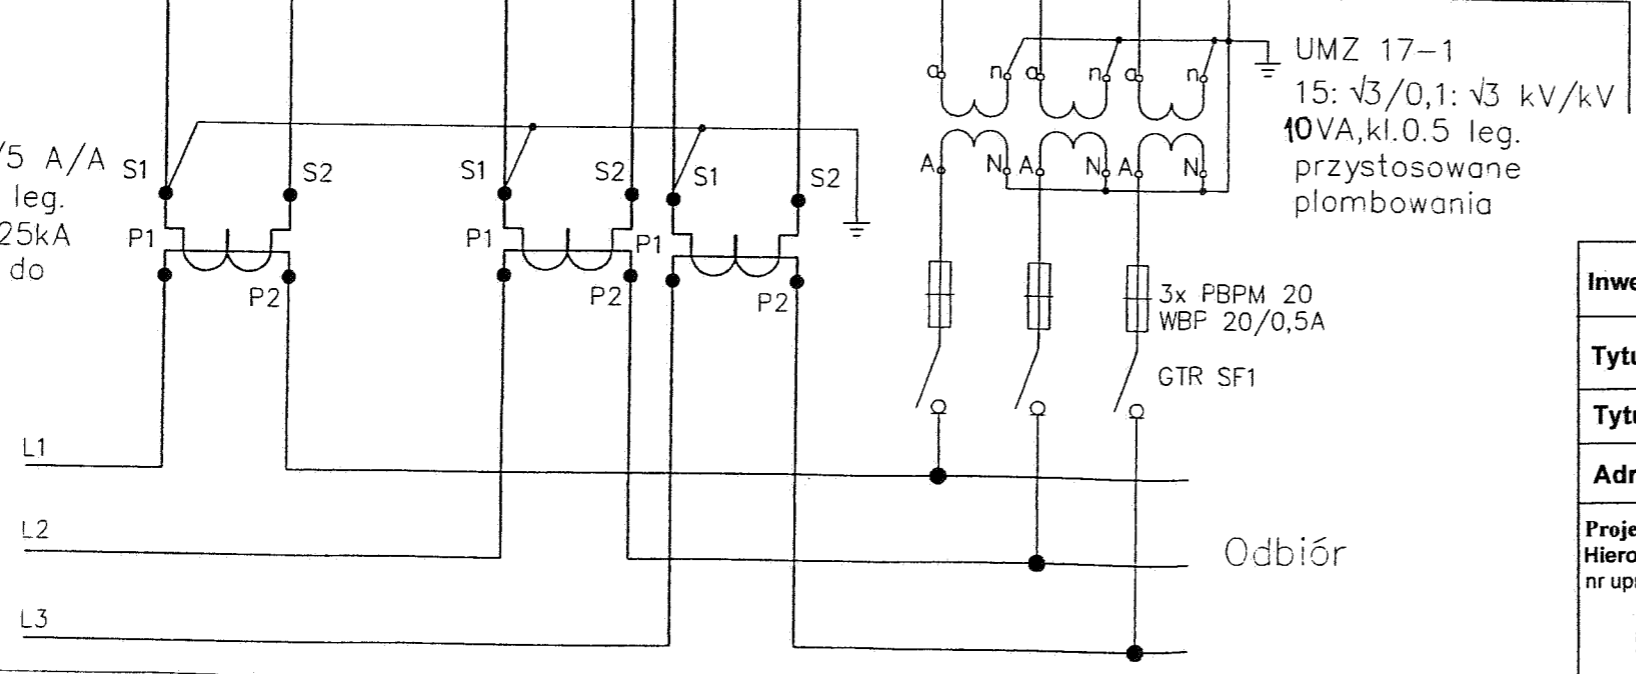 /5 A/A
leg.
25kA
do
S1
S2
P1
P2
S1
S2
P1
P2
S1
S2
P1
P2
L1
L2
L3
a
n
a
n
a
n
A
N
A
N
A
N
UMZ 17-1
15: √3/0,1: √3 kV/kV
10VA,kl.0.5 leg.
przystosowane
plombowania
3x PBPM 20
WBP 20/0,5A
GTR SF1
Odbiór
Inwe
Tytu
Tytu
Adr
Proje
Hiero
nr up